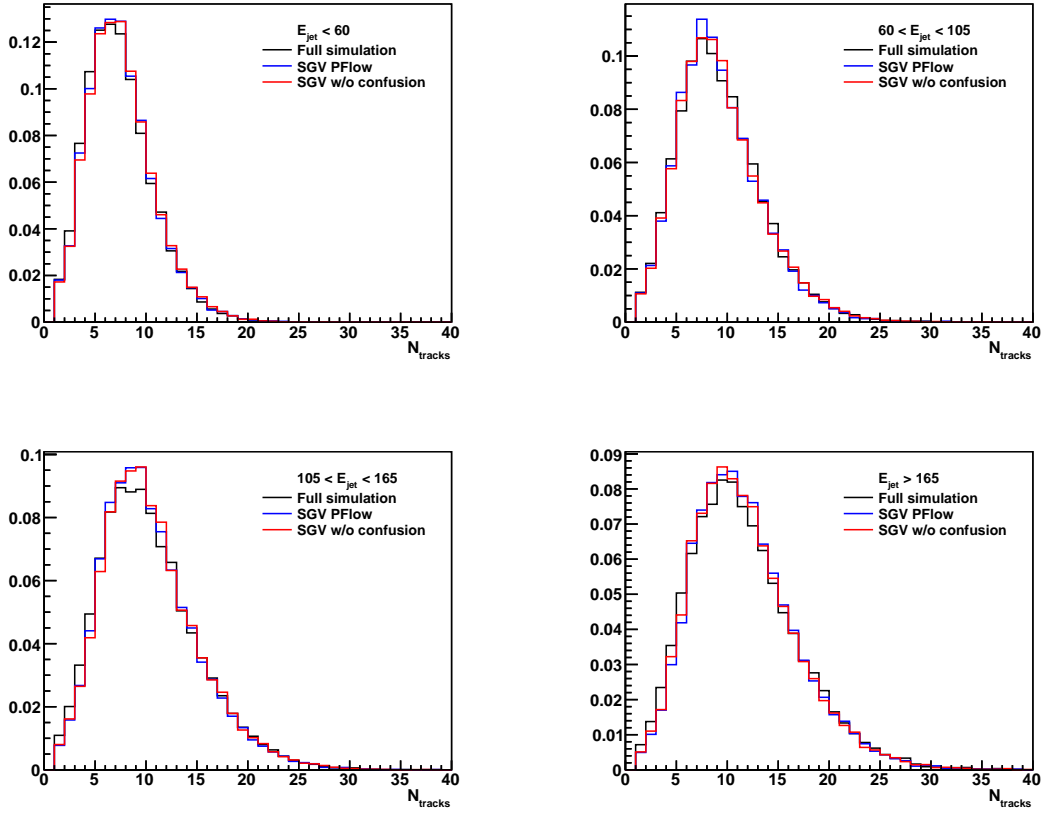 E_jet < 60
Full simulation
SGV PFlow
SGV w/o confusion
0.12
0.1
0.08
0.06
0.04
0.02
0
0 5 10 15 20 25 30 35 40
N_tracks
60 < E_jet < 105
Full simulation
SGV PFlow
SGV w/o confusion
0.1
0.08
0.06
0.04
0.02
0
0 5 10 15 20 25 30 35 40
N_tracks
105 < E_jet < 165
Full simulation
SGV PFlow
SGV w/o confusion
0.1
0.08
0.06
0.04
0.02
0
0 5 10 15 20 25 30 35 40
N_tracks
E_jet > 165
Full simulation
SGV PFlow
SGV w/o confusion
0.09
0.08
0.07
0.06
0.05
0.04
0.03
0.02
0.01
0
0 5 10 15 20 25 30 35 40
N_tracks